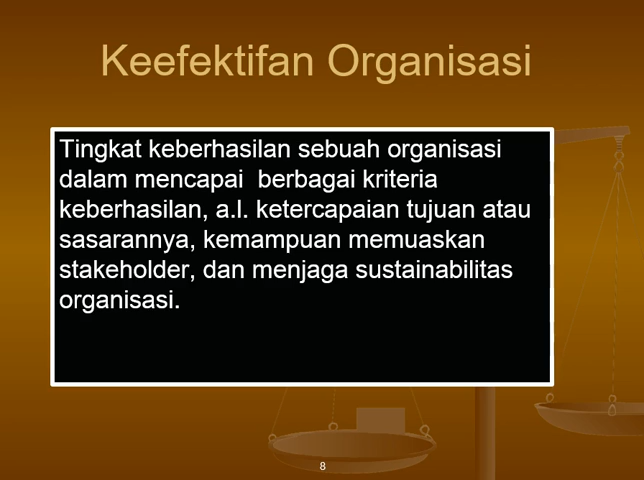 Keefektifan Organisasi
Tingkat keberhasilan sebuah organisasi
dalam mencapai  berbagai kriteria
keberhasilan, a.l. ketercapaian tujuan atau
sasarannya, kemampuan memuaskan
stakeholder, dan menjaga sustainabilitas
organisasi.
8